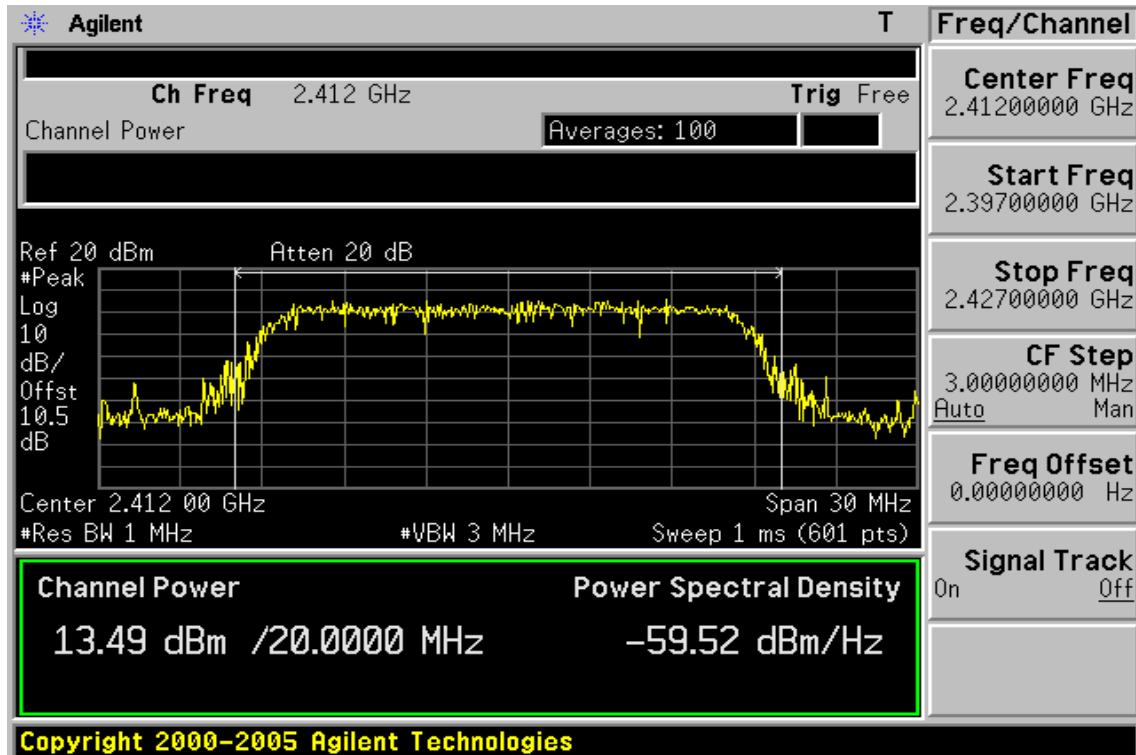 Agilent T
Ch Freq 2.412 GHz Trig Free
Channel Power Averages: 100
Ref 20 dBm Atten 20 dB
#Peak
Log
10
dB/
Offst
10.5
dB
Center 2.412 00 GHz Span 30 MHz
#Res BW 1 MHz #VBW 3 MHz Sweep 1 ms (601 pts)
Channel Power Power Spectral Density
13.49 dBm /20.0000 MHz -59.52 dBm/Hz
Copyright 2000-2005 Agilent Technologies
Freq/Channel
Center Freq
2.41200000 GHz
Start Freq
2.39700000 GHz
Stop Freq
2.42700000 GHz
CF Step
3.00000000 MHz
Auto Man
Freq Offset
0.00000000 Hz
Signal Track
On Off